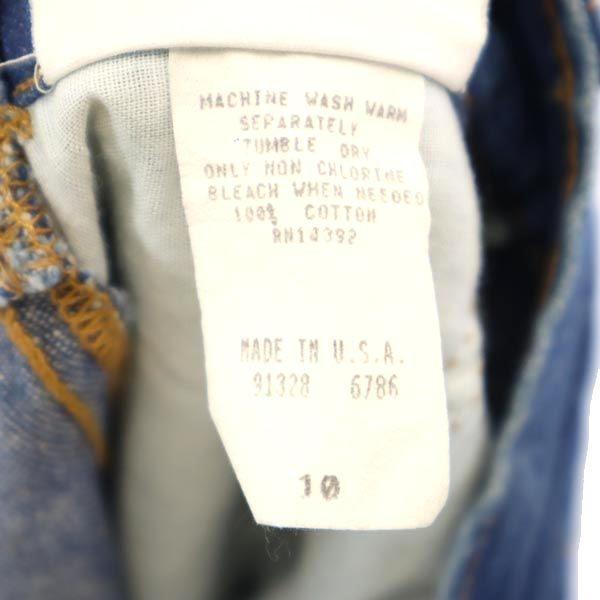 MACHINE WASH WARM
SEPARATELY
TUMBLE DRY
ONLY NON CHLORINE
BLEACH WHEN NEEDED
100% COTTON
RN14392
MADE IN U.S.A.
91328 6786
10